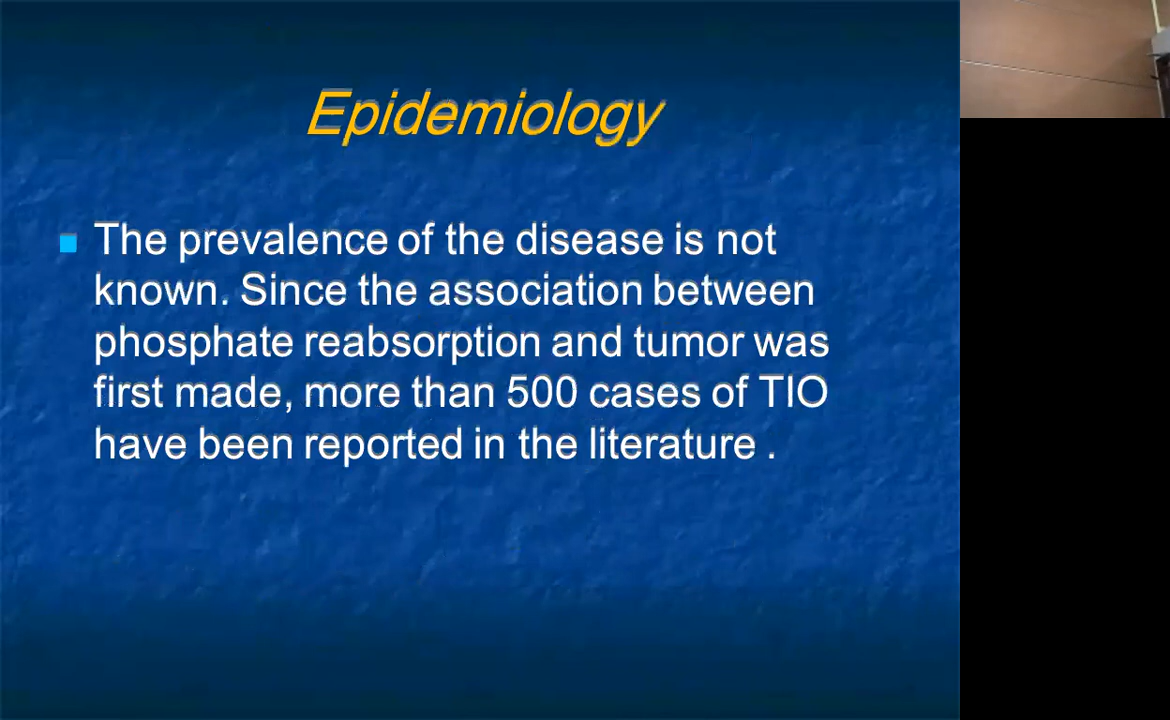 Epidemiology
The prevalence of the disease is not
known. Since the association between
phosphate reabsorption and tumor was
first made, more than 500 cases of TIO
have been reported in the literature .